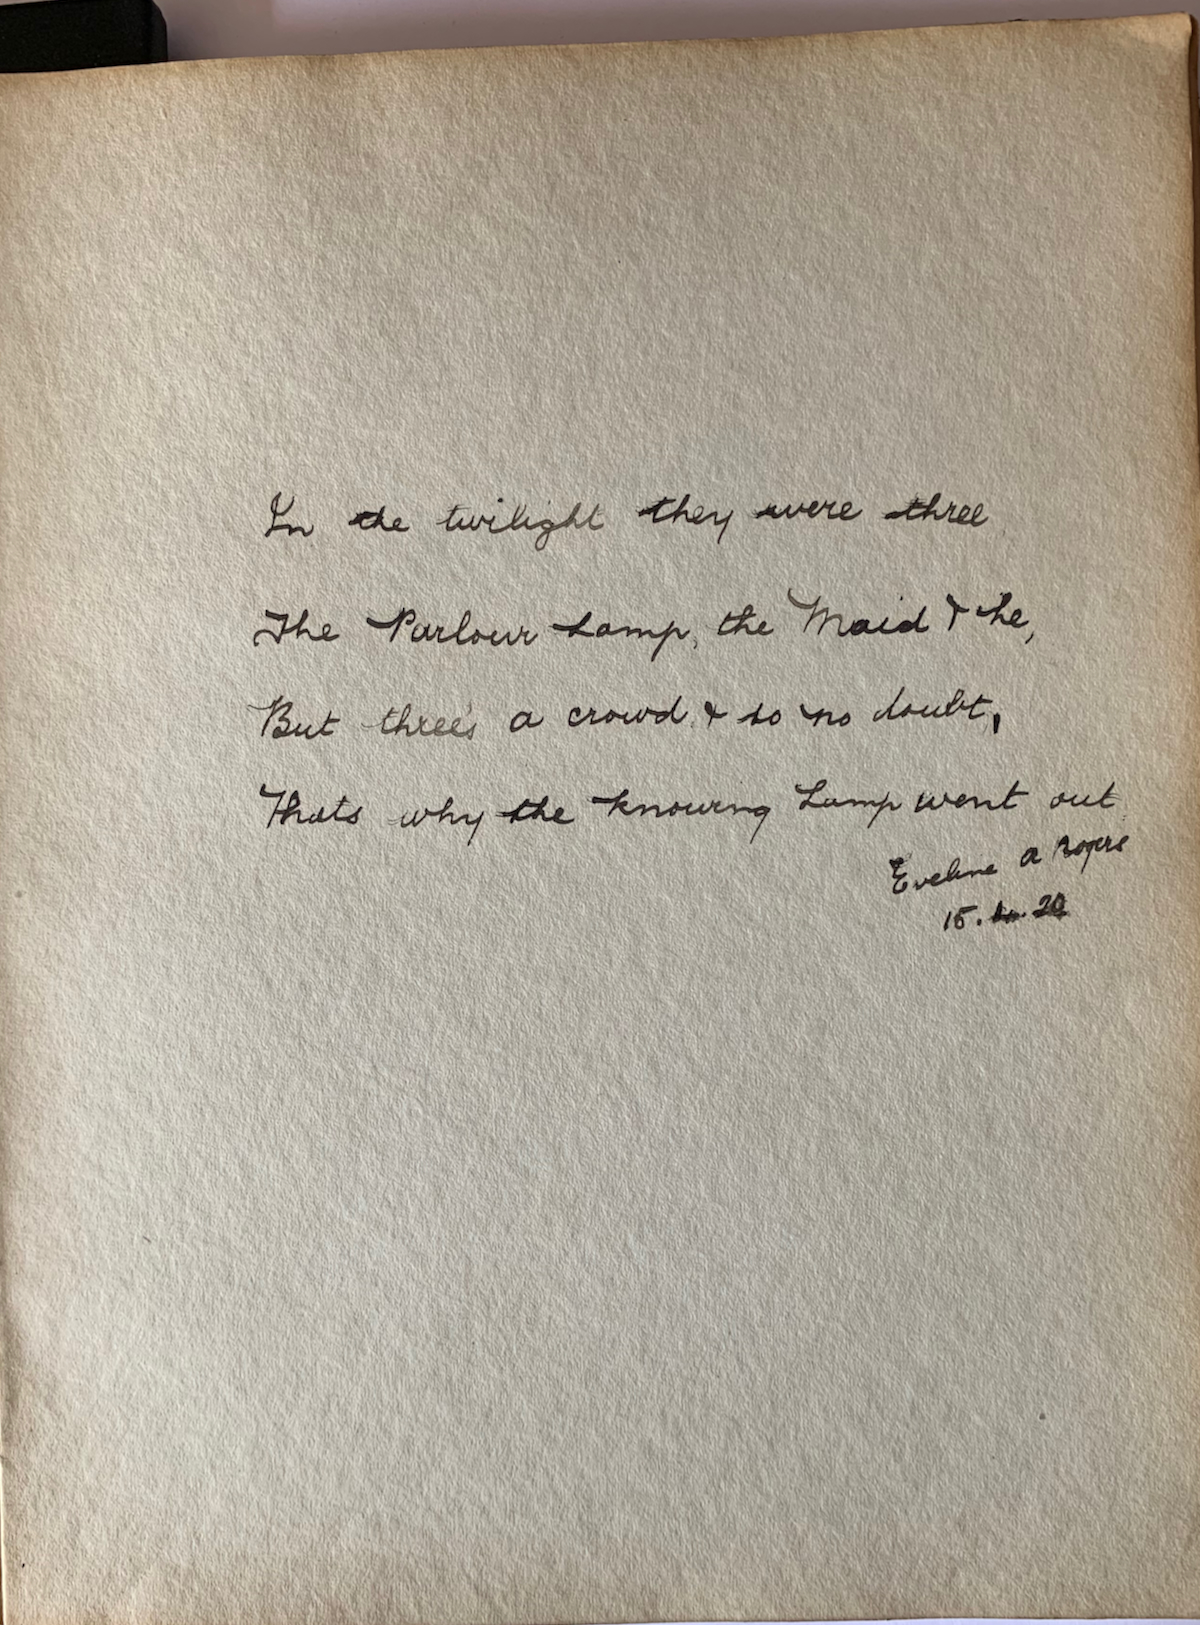 In the twilight they were three
The Parlour Lamp, the Maid & he,
But three's a crowd & so no doubt,
Thats why the knowing Lamp went out
Eveline A Rogers
15. 20